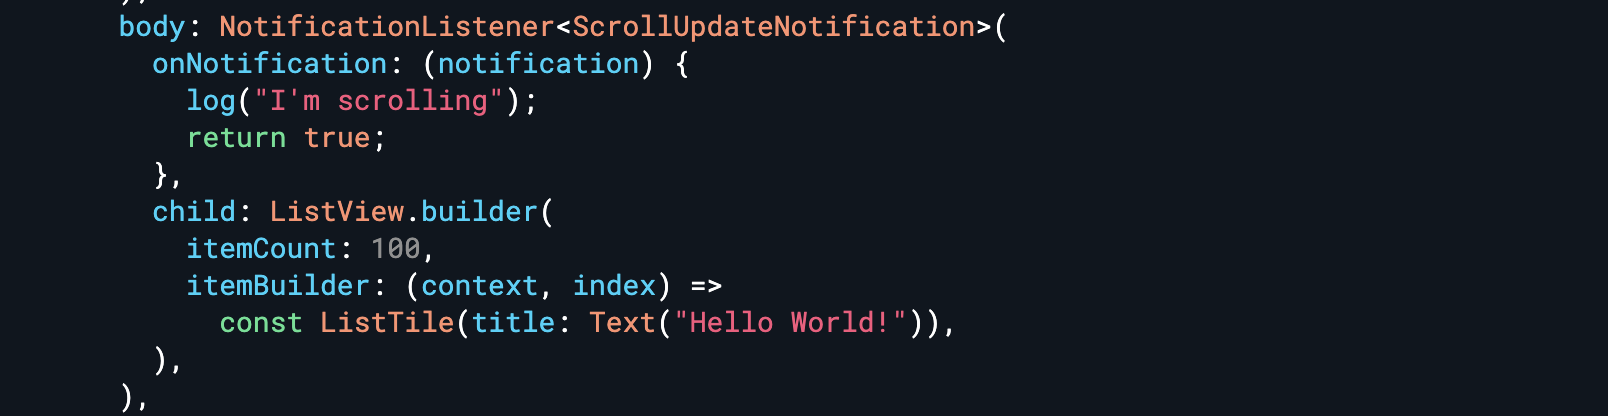 body: NotificationListener<ScrollUpdateNotification>(
onNotification: (notification) {
log("I'm scrolling");
return true;
},
child: ListView.builder(
itemCount: 100,
itemBuilder: (context, index) =>
const ListTile(title: Text("Hello World!")),
),
),